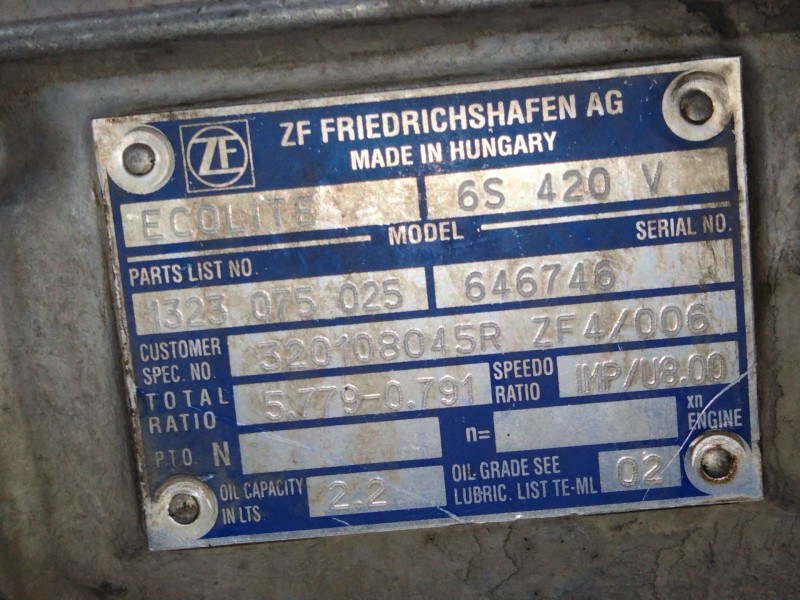 ZF
ZF FRIEDRICHSHAFEN AG
MADE IN HUNGARY
ECOLITE 6S 420 V
MODEL
PARTS LIST NO. SERIAL NO.
1323 075 025 646746
CUSTOMER SPEC. NO. 320108045R ZF4/006
TOTAL RATIO 5.779-0.791 SPEEDO RATIO IMP/U8.00
P.T.O. N n= xn ENGINE
OIL CAPACITY IN LTS. 2.2 OIL GRADE SEE LUBRIC. LIST TE-ML 02